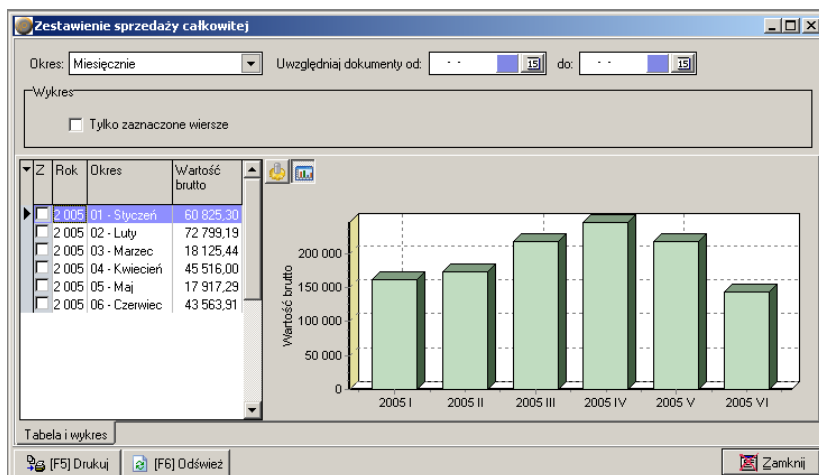 Zestawienie sprzedaży całkowitej
Okres: Miesięcznie Uwzględniaj dokumenty od: - - 15 do: - - 15
Wykres
Tylko zaznaczone wiersze
Z Rok Okres Wartość brutto
2 005 01 - Styczeń 60 825,30
2 005 02 - Luty 72 799,19
2 005 03 - Marzec 18 125,44
2 005 04 - Kwiecień 45 516,00
2 005 05 - Maj 17 917,29
2 005 06 - Czerwiec 43 563,91
Wartość brutto
200 000
150 000
100 000
50 000
0
2005 I 2005 II 2005 III 2005 IV 2005 V 2005 VI
Tabela i wykres
[F5] Drukuj [F6] Odśwież Zamknij